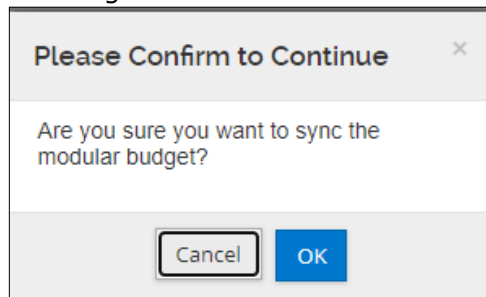 Please Confirm to Continue ×
Are you sure you want to sync the
modular budget?
Cancel OK